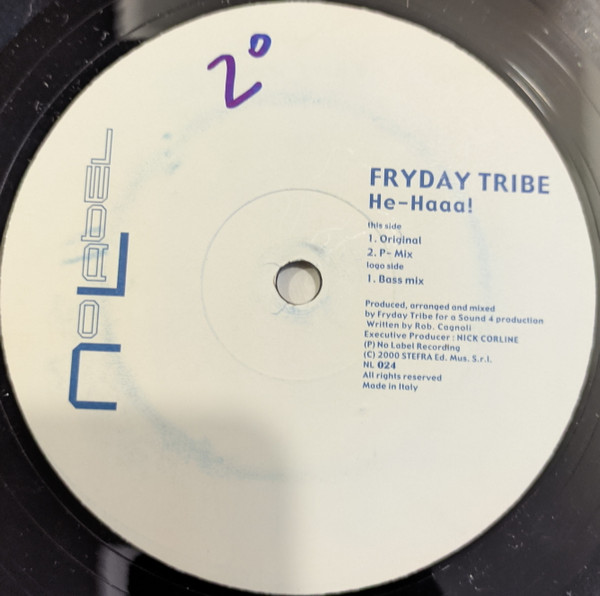 2°
No LABEL
FRYDAY TRIBE
He-Haaa!
this side
1. Original
2. P- Mix
logo side
1. Bass mix
Produced, arranged and mixed
by Fryday Tribe for a Sound 4 production
Written by Rob. Cagnoli
Executive Producer : NICK CORLINE
(P) No Label Recording
(C) 2000 STEFRA Ed. Mus. S.r.l.
NL 024
All rights reserved
Made in Italy